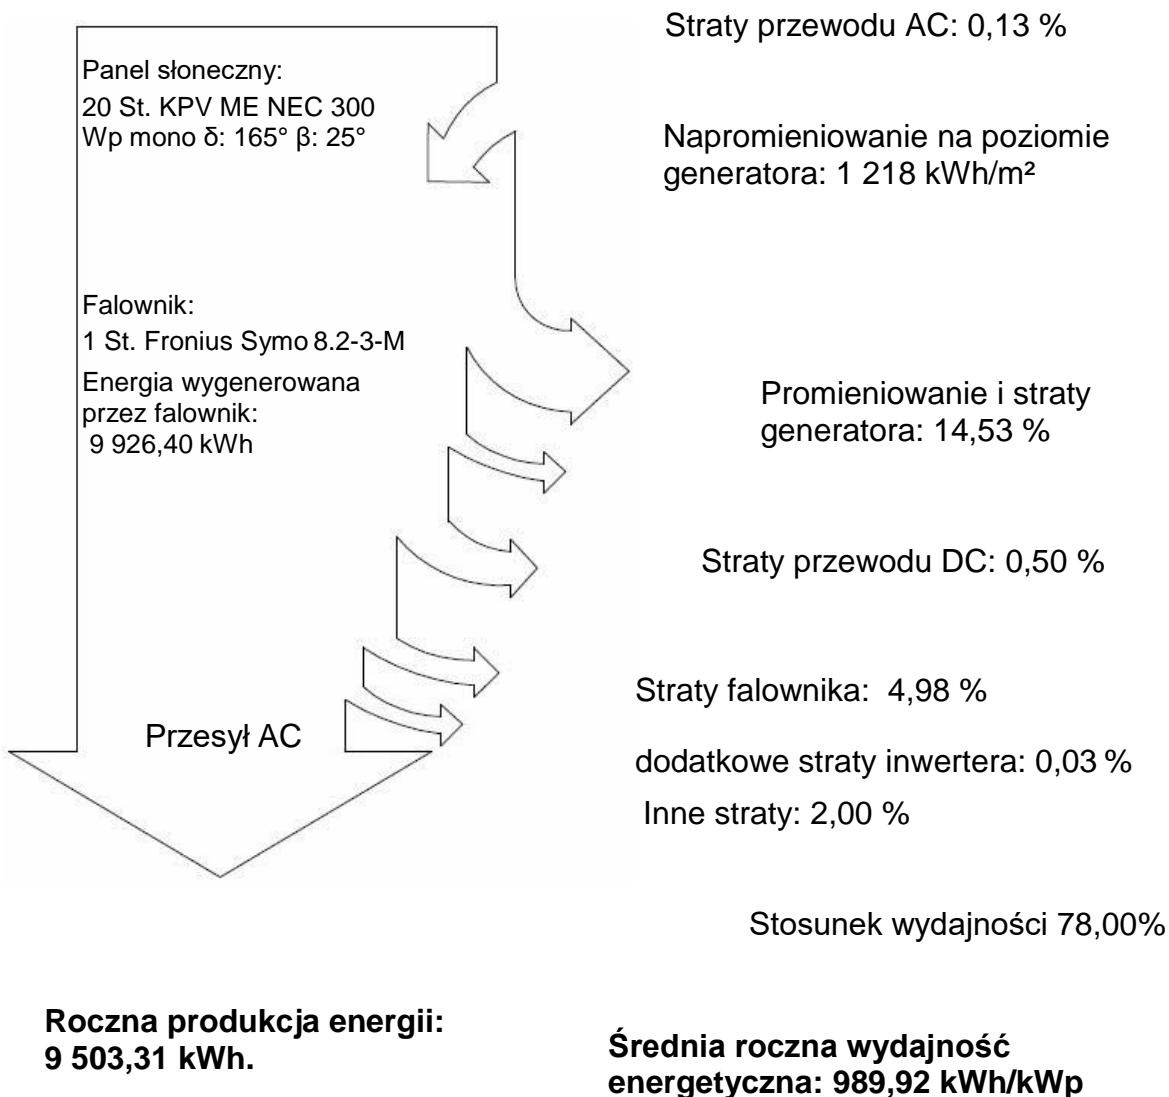 Straty przewodu AC: 0,13 %
Panel słoneczny:
20 St. KPV ME NEC 300
Wp mono δ: 165° β: 25°
Napromieniowanie na poziomie
generatora: 1 218 kWh/m²
Falownik:
1 St. Fronius Symo 8.2-3-M
Energia wygenerowana
przez falownik:
9 926,40 kWh
Promieniowanie i straty
generatora: 14,53 %
Straty przewodu DC: 0,50 %
Straty falownika: 4,98 %
Przesył AC
dodatkowe straty inwertera: 0,03 %
Inne straty: 2,00 %
Stosunek wydajności 78,00%
Roczna produkcja energii:
9 503,31 kWh.
Średnia roczna wydajność
energetyczna: 989,92 kWh/kWp